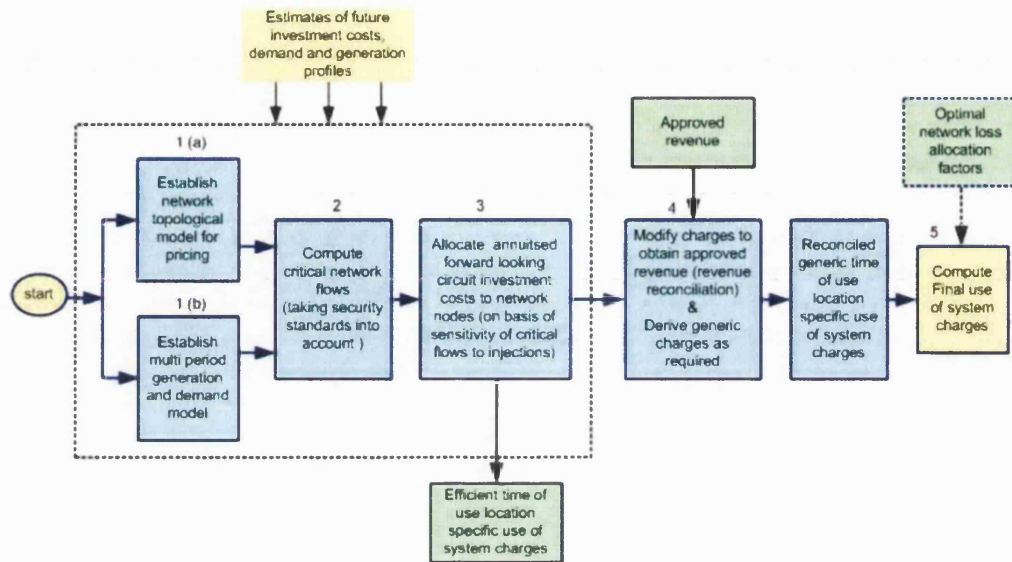 Estimates of future
investment costs,
demand and generation
profiles
Approved
revenue
Optimal
network loss
allocation
factors
1 (a)
Establish
network
topological
model for
pricing
start
1 (b)
Establish
multi period
generation
and demand
model
2
Compute
critical network
flows
(taking security
standards into
account )
3
Allocate annuitsed
forward looking
circuit investment
costs to network
nodes (on basis of
sensitivity of critical
flows to injections)
4
Modify charges to
obtain approved
revenue (revenue
reconciliation)
&
Derive generic
charges as
required
Reconciled
generic time of
use location
specific use of
system charges
5
Compute
Final use
of system
charges
Efficient time of
use location
specific use of
system charges